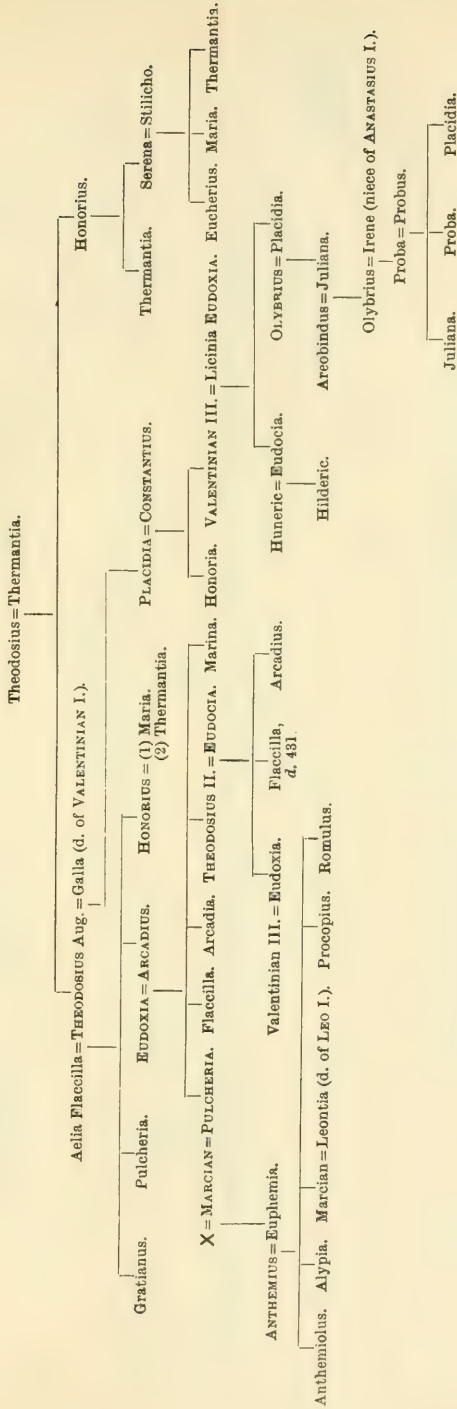 Theodosius = Thermantia.
Aelia Flaccilla = THEODOSIUS Aug. = Galla (d. of VALENTINIAN I.). Honorius.
Thermantia. Serena = Stilicho.
Gratianus. Pulcheria. EUDOXIA = ARCADIUS. HONORIUS = (1) Maria. PLACIDIA = CONSTANTIUS.
(2) Thermantia.
X = MARCIAN = PULCHERIA. Flaccilla. Arcadia. THEODOSIUS II. = EUDOCIA. Marina. Honoria. VALENTINIAN III. = Licinia EUDOXIA. Eucherius. Maria. Thermantia.
ANTHEMIUS = Euphemia. Valentinian III. = Eudoxia. Flaccilla, Arcadius. Huneric = Eudocia. OLYBRIUS = Placidia.
d. 431.
Hilderic. Areobindus = Juliana.
Anthemiolus. Alypia. Marcian = Leontia (d. of LEO I.). Procopius. Romulus.
Olybrius = Irene (niece of ANASTASIUS I.).
Proba = Probus.
Juliana. Proba. Placidia.